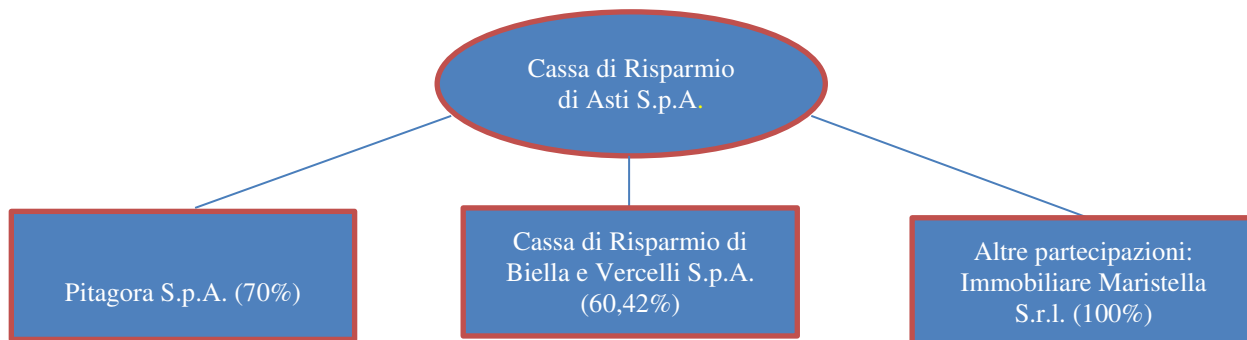 Cassa di Risparmio
di Asti S.p.A.
Pitagora S.p.A. (70%)
Cassa di Risparmio di
Biella e Vercelli S.p.A.
(60,42%)
Altre partecipazioni:
Immobiliare Maristella
S.r.l. (100%)